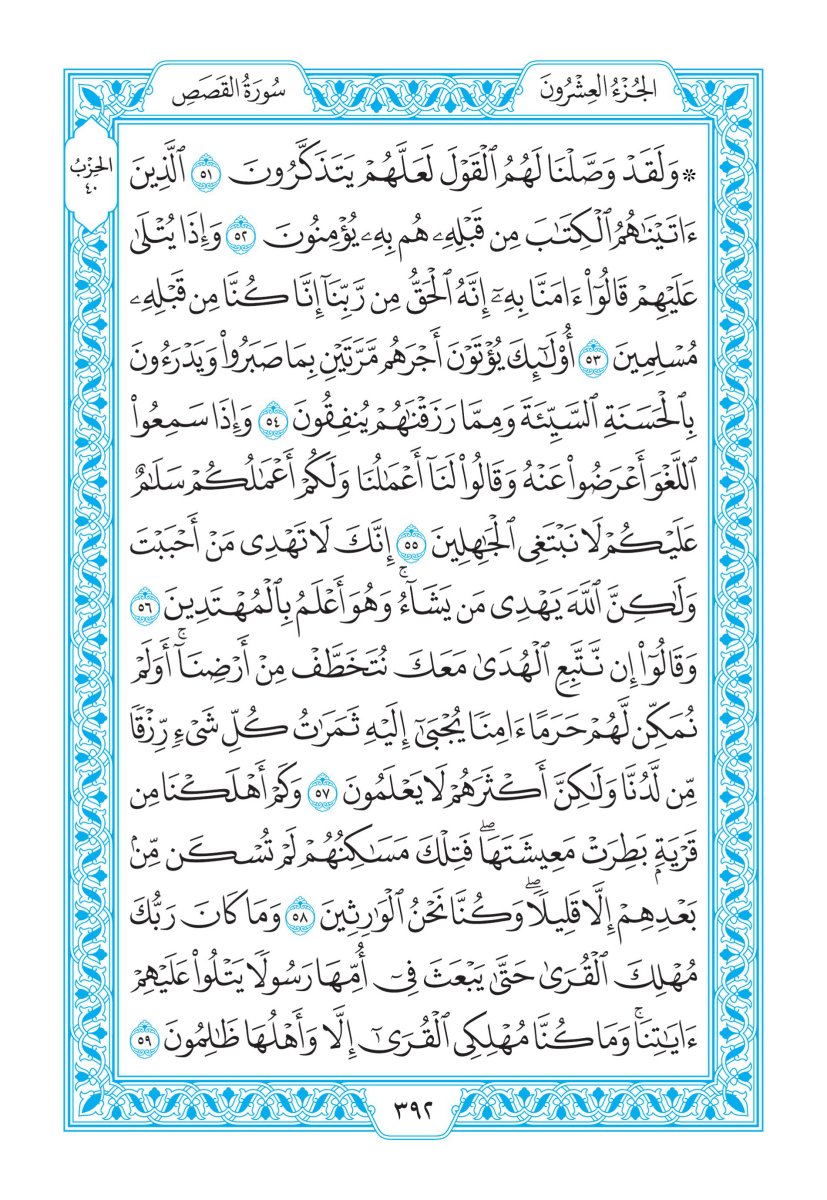 الجُزْءُ العِشْرُونَ
سُورَةُ القَصَصِ
الحِزْبُ
٤٠
۞ وَلَقَدۡ وَصَّلۡنَا لَهُمُ ٱلۡقَوۡلَ لَعَلَّهُمۡ يَتَذَكَّرُونَ ٥١ ٱلَّذِينَ
ءَاتَيۡنَٰهُمُ ٱلۡكِتَٰبَ مِن قَبۡلِهِۦ هُم بِهِۦ يُؤۡمِنُونَ ٥٢ وَإِذَا يُتۡلَىٰ
عَلَيۡهِمۡ قَالُوٓاْ ءَامَنَّا بِهِۦٓ إِنَّهُ ٱلۡحَقُّ مِن رَّبِّنَآ إِنَّا كُنَّا مِن قَبۡلِهِۦ
مُسۡلِمِينَ ٥٣ أُوْلَٰٓئِكَ يُؤۡتَوۡنَ أَجۡرَهُم مَّرَّتَيۡنِ بِمَا صَبَرُواْ وَيَدۡرَءُونَ
بِٱلۡحَسَنَةِ ٱلسَّيِّئَةَ وَمِمَّا رَزَقۡنَٰهُمۡ يُنفِقُونَ ٥٤ وَإِذَا سَمِعُواْ
ٱللَّغۡوَ أَعۡرَضُواْ عَنۡهُ وَقَالُواْ لَنَآ أَعۡمَٰلُنَا وَلَكُمۡ أَعۡمَٰلُكُمۡ سَلَٰمٌ
عَلَيۡكُمۡ لَا نَبۡتَغِي ٱلۡجَٰهِلِينَ ٥٥ إِنَّكَ لَا تَهۡدِي مَنۡ أَحۡبَبۡتَ
وَلَٰكِنَّ ٱللَّهَ يَهۡدِي مَن يَشَآءُۚ وَهُوَ أَعۡلَمُ بِٱلۡمُهۡتَدِينَ ٥٦
وَقَالُوٓاْ إِن نَّتَّبِعِ ٱلۡهُدَىٰ مَعَكَ نُتَخَطَّفۡ مِنۡ أَرۡضِنَآۚ أَوَلَمۡ
نُمَكِّن لَّهُمۡ حَرَمًا ءَامِنٗا يُجۡبَىٰٓ إِلَيۡهِ ثَمَرَٰتُ كُلِّ شَيۡءٖ رِّزۡقٗا
مِّن لَّدُنَّا وَلَٰكِنَّ أَكۡثَرَهُمۡ لَا يَعۡلَمُونَ ٥٧ وَكَمۡ أَهۡلَكۡنَا مِن
قَرۡيَةِۭ بَطِرَتۡ مَعِيشَتَهَاۖ فَتِلۡكَ مَسَٰكِنُهُمۡ لَمۡ تُسۡكَن مِّنۢ
بَعۡدِهِمۡ إِلَّا قَلِيلٗاۖ وَكُنَّا نَحۡنُ ٱلۡوَٰرِثِينَ ٥٨ وَمَا كَانَ رَبُّكَ
مُهۡلِكَ ٱلۡقُرَىٰ حَتَّىٰ يَبۡعَثَ فِيٓ أُمِّهَا رَسُولٗا يَتۡلُواْ عَلَيۡهِمۡ
ءَايَٰتِنَاۚ وَمَا كُنَّا مُهۡلِكِي ٱلۡقُرَىٰٓ إِلَّا وَأَهۡلُهَا ظَٰلِمُونَ ٥٩
٣٩٢